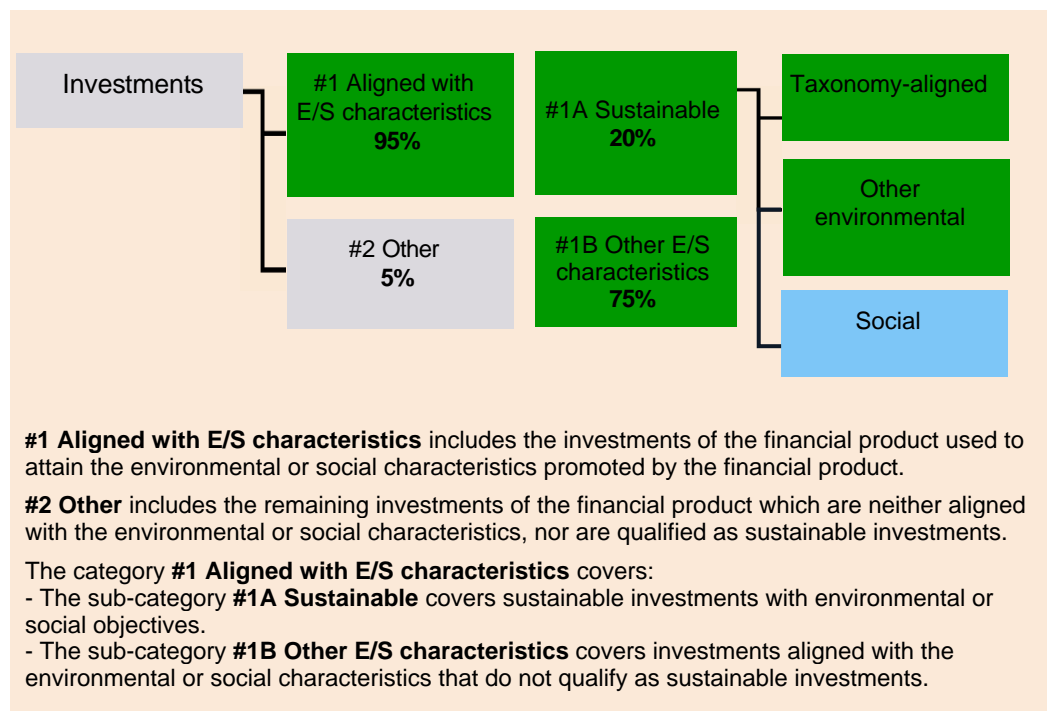 Investments
#1 Aligned with
E/S characteristics
95%
#2 Other
5%
#1A Sustainable
20%
#1B Other E/S
characteristics
75%
Taxonomy-aligned
Other
environmental
Social
#1 Aligned with E/S characteristics includes the investments of the financial product used to
attain the environmental or social characteristics promoted by the financial product.
#2 Other includes the remaining investments of the financial product which are neither aligned
with the environmental or social characteristics, nor are qualified as sustainable investments.
The category #1 Aligned with E/S characteristics covers:
- The sub-category #1A Sustainable covers sustainable investments with environmental or
social objectives.
- The sub-category #1B Other E/S characteristics covers investments aligned with the
environmental or social characteristics that do not qualify as sustainable investments.